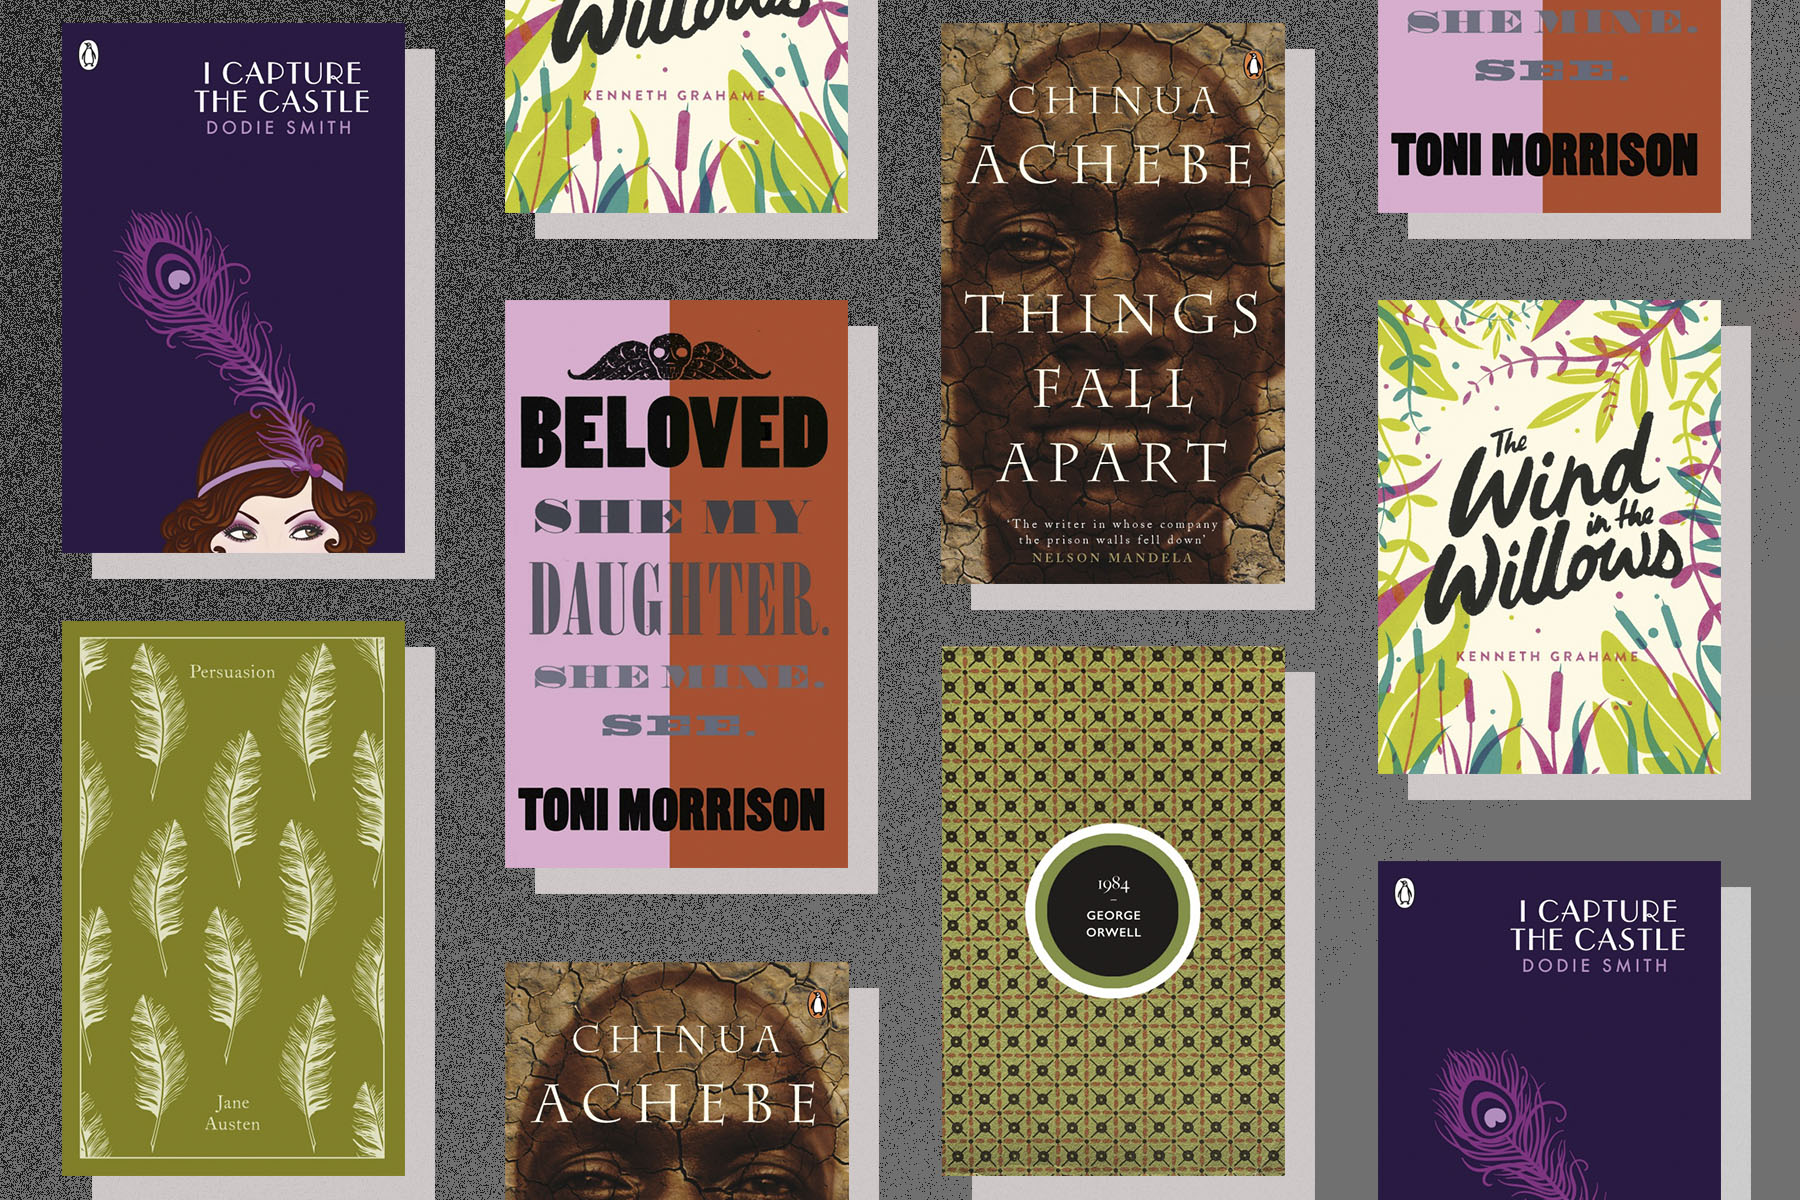 I CAPTURE
THE CASTLE
DODIE SMITH
Persuasion
Jane
Austen
Willows
KENNETH GRAHAME
BELOVED
SHE MY
DAUGHTER.
SHE MINE.
SEE.
TONI MORRISON
CHINUA
ACHEBE
CHINUA
ACHEBE
THINGS
FALL
APART
'The writer in whose company
the prison walls fell down'
NELSON MANDELA
1984
GEORGE
ORWELL
SHE MINE.
SEE.
TONI MORRISON
The
Wind
in the
Willows
KENNETH GRAHAME
I CAPTURE
THE CASTLE
DODIE SMITH